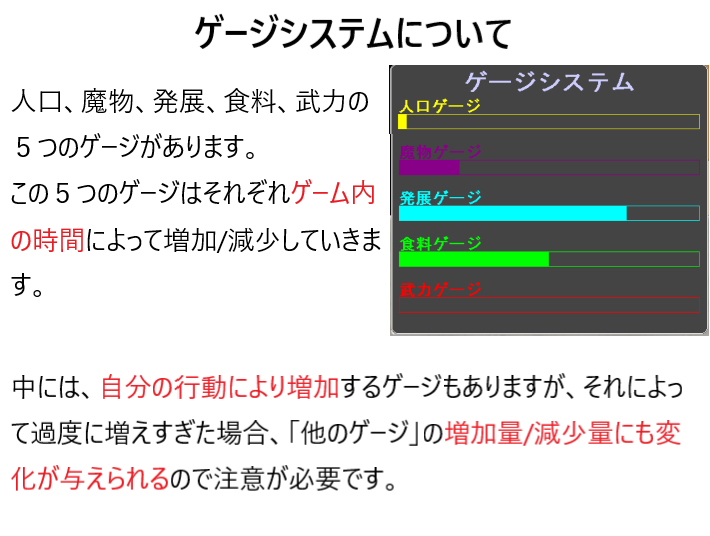 ゲージシステムについて
人口、魔物、発展、食料、武力の
５つのゲージがあります。
この５つのゲージはそれぞれゲーム内
の時間によって増加/減少していきま
す。
ゲージシステム
人口ゲージ
魔物ゲージ
発展ゲージ
食料ゲージ
武力ゲージ
中には、自分の行動により増加するゲージもありますが、それによっ
て過度に増えすぎた場合、「他のゲージ」の増加量/減少量にも変
化が与えられるので注意が必要です。